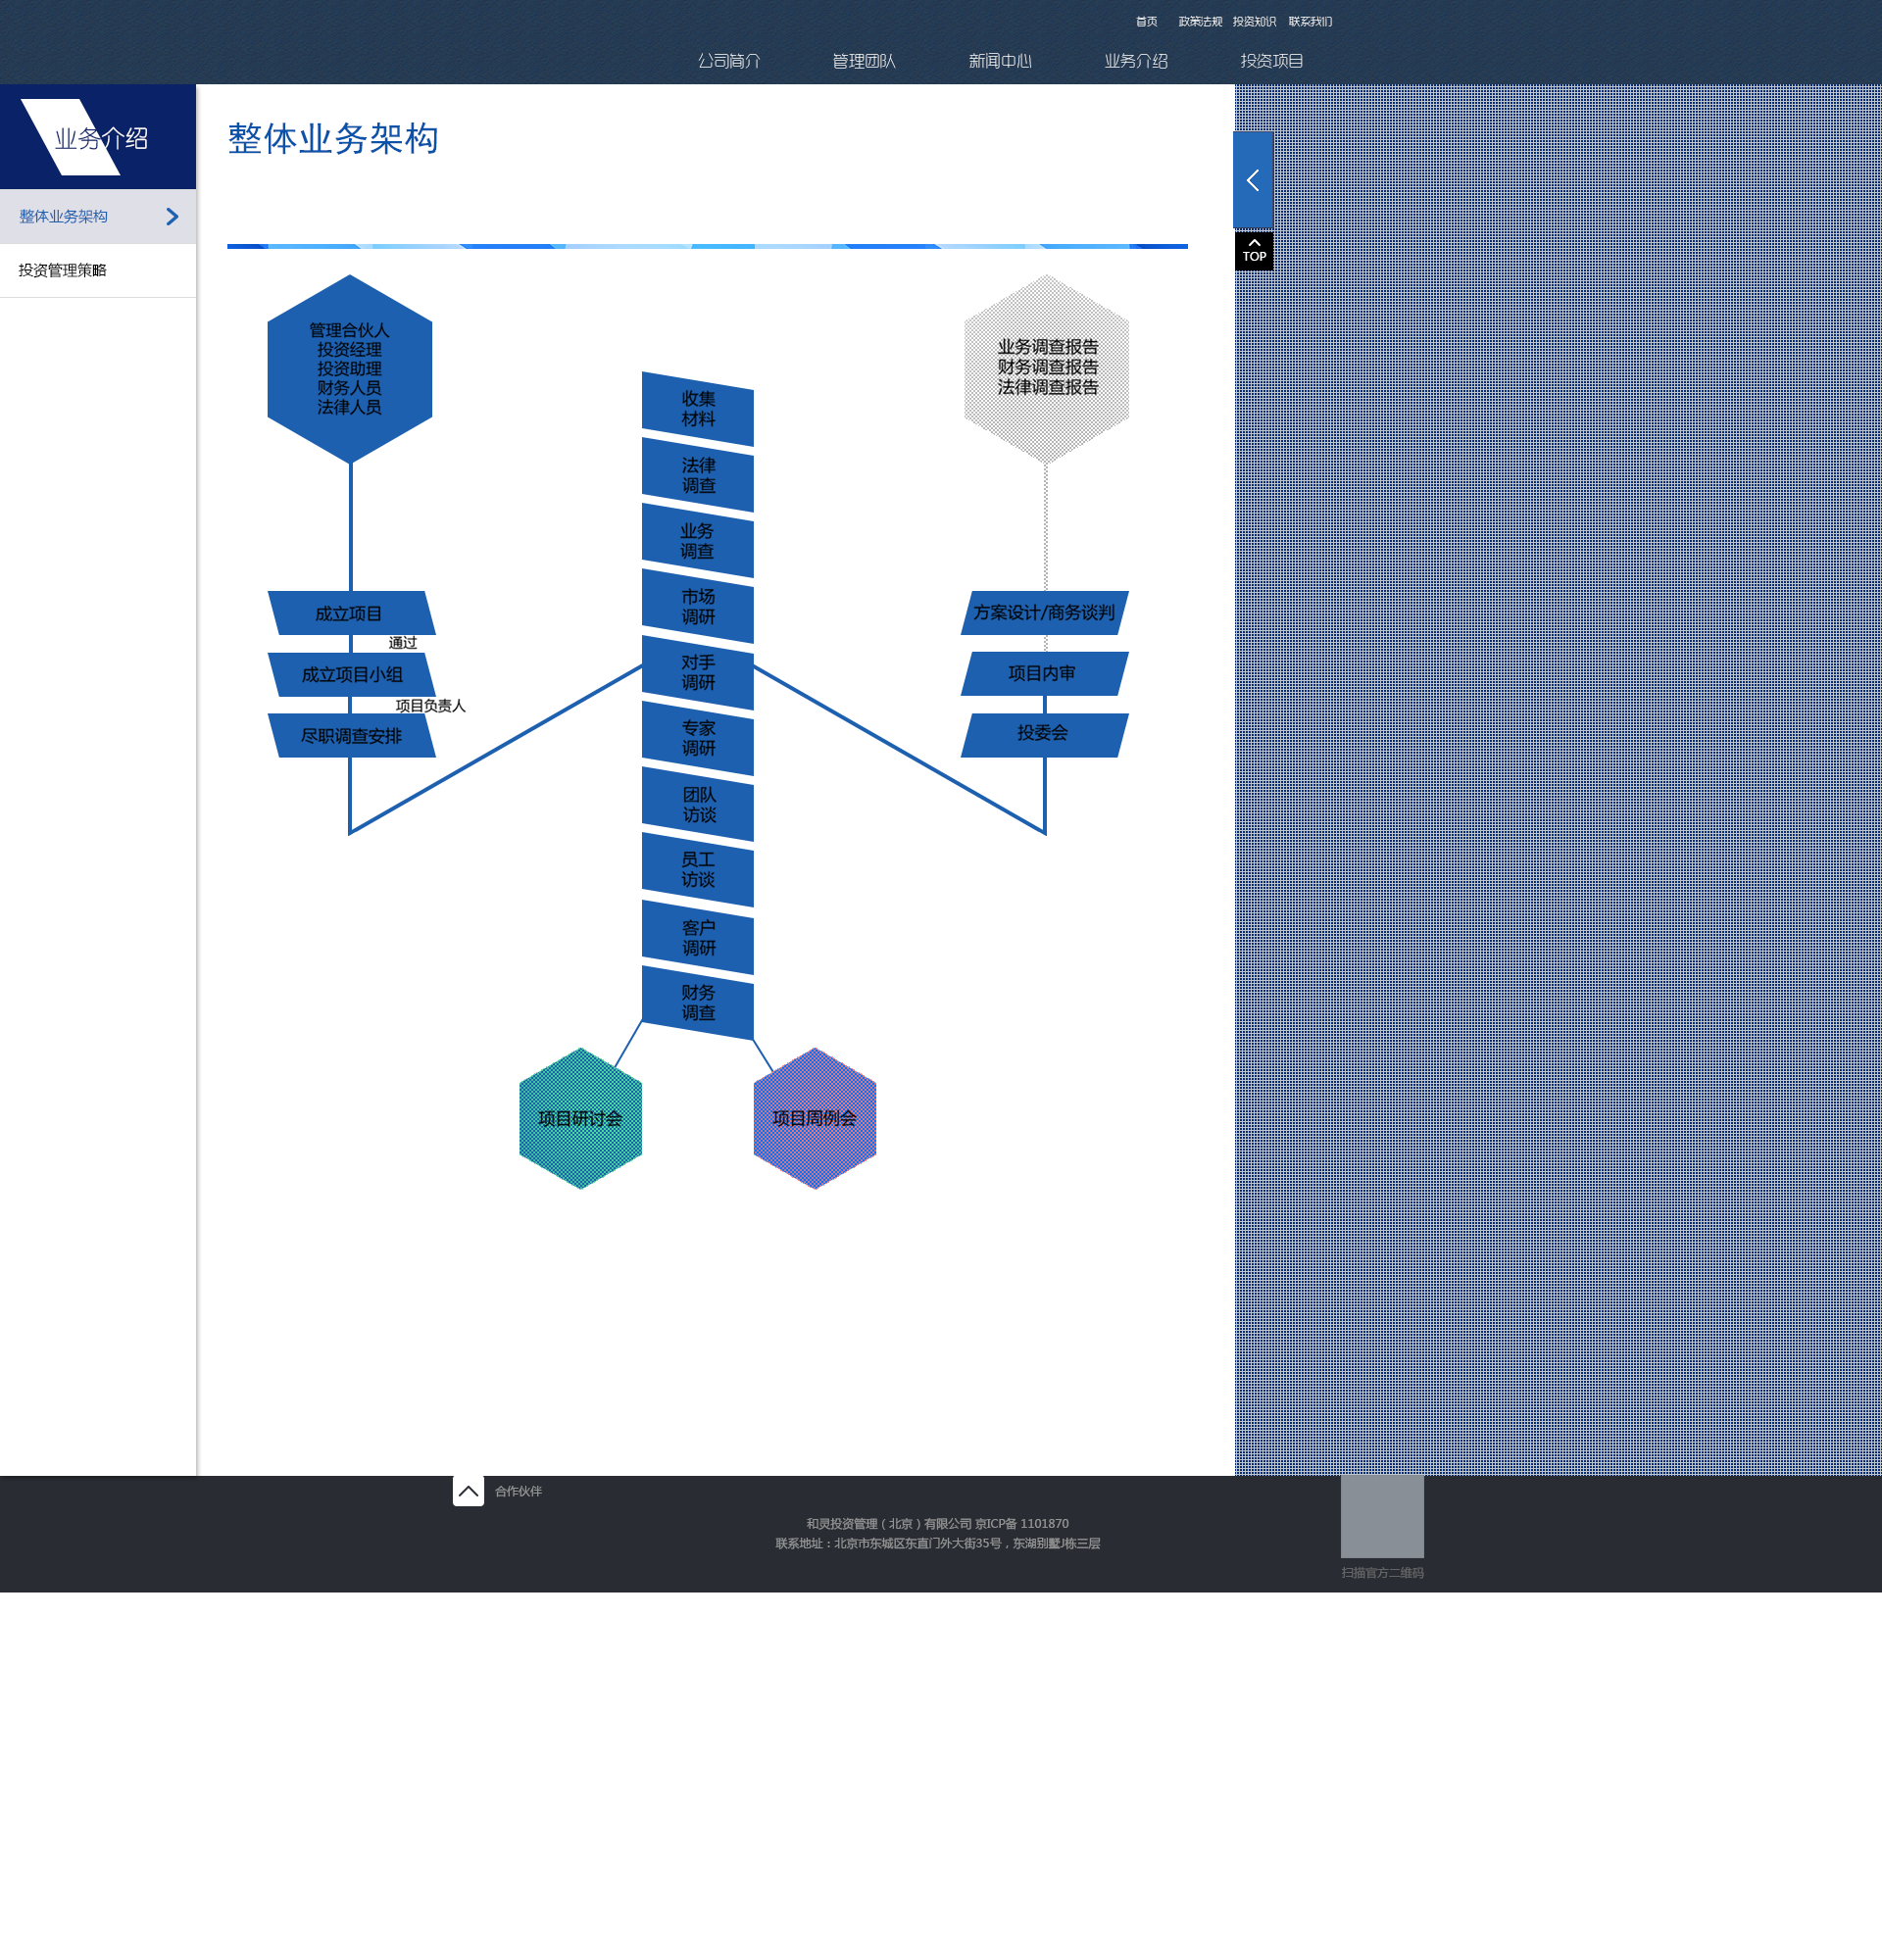 首页 政策法规 投资知识 联系我们
公司简介 管理团队 新闻中心 业务介绍 投资项目
业务介绍
整体业务架构
投资管理策略
整体业务架构
TOP
管理合伙人
投资经理
投资助理
财务人员
法律人员
业务调查报告
财务调查报告
法律调查报告
收集
材料
法律
调查
业务
调查
市场
调研
对手
调研
专家
调研
团队
访谈
员工
访谈
客户
调研
财务
调查
成立项目
通过
成立项目小组
项目负责人
尽职调查安排
方案设计/商务谈判
项目内审
投委会
项目研讨会
项目周例会
合作伙伴
和灵投资管理（北京）有限公司 京ICP备 1101870
联系地址：北京市东城区东直门外大街35号，东湖别墅J栋三层
扫描官方二维码